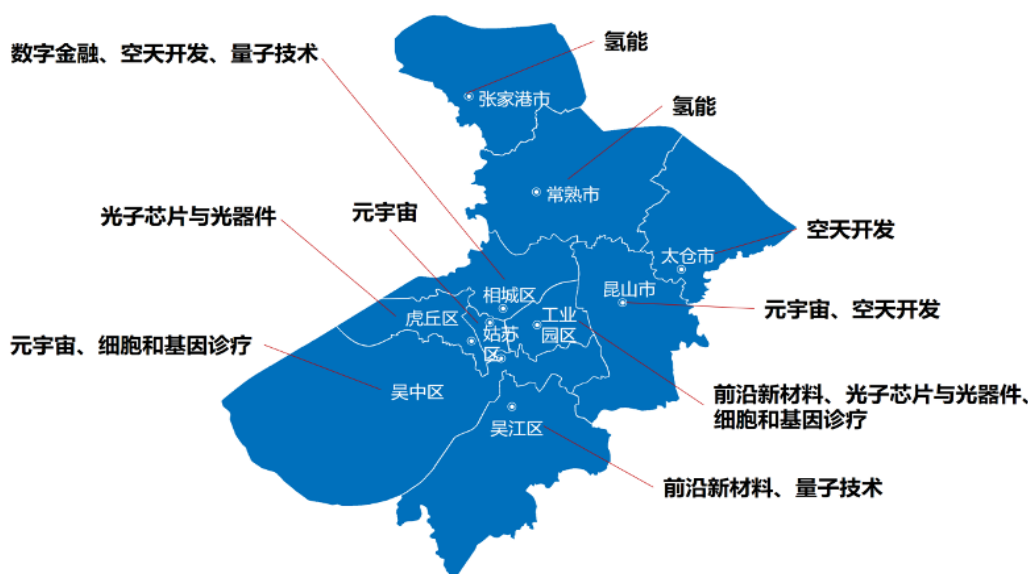 氢能
数字金融、空天开发、量子技术
张家港市
氢能
常熟市
元宇宙
光子芯片与光器件
空天开发
太仓市
相城区
昆山市
元宇宙、空天开发
虎丘区
工业
园区
姑苏
区
元宇宙、细胞和基因诊疗
吴中区
前沿新材料、光子芯片与光器件、
细胞和基因诊疗
吴江区
前沿新材料、量子技术